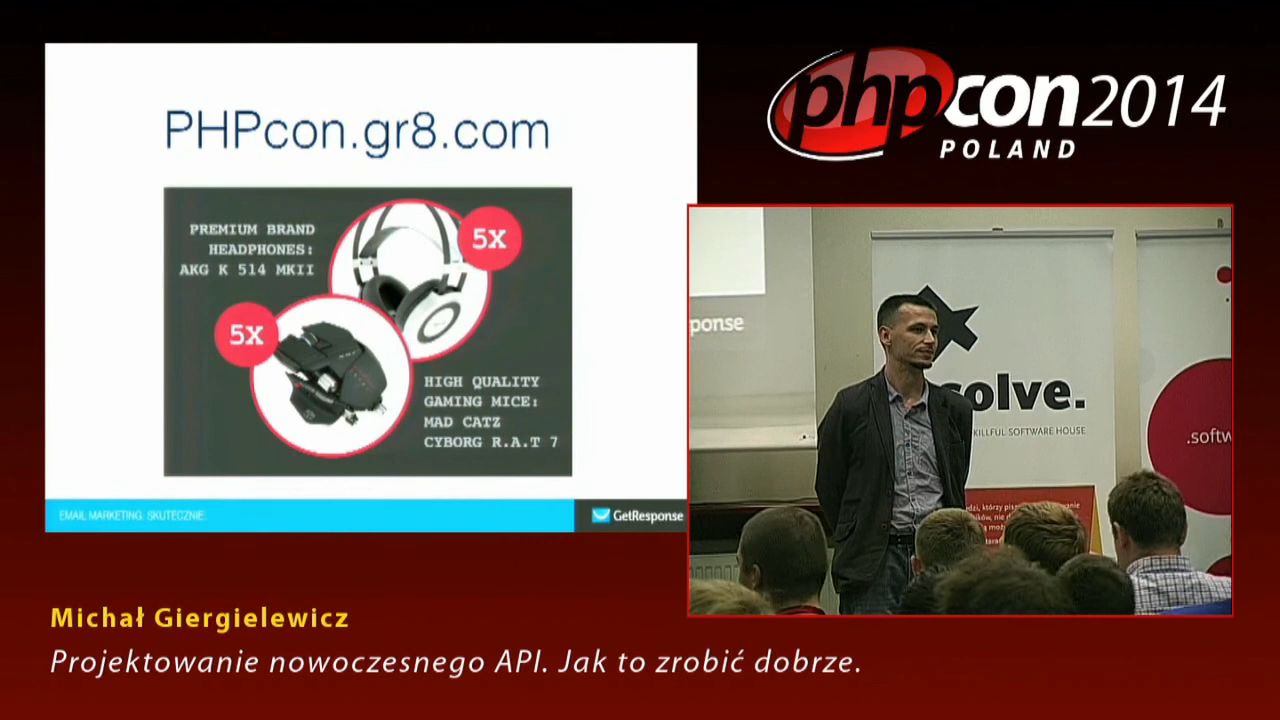 PHPcon.gr8.com
PREMIUM BRAND
HEADPHONES:
AKG K 514 MKII
5X
5X
HIGH QUALITY
GAMING MICE:
MAD CATZ
CYBORG R.A.T 7
EMAIL MARKETING. SKUTECZNIE.
GetResponse
phpcon2014
POLAND
ponse
solve.
KILLFUL SOFTWARE HOUSE
.softw
Michał Giergielewicz
Projektowanie nowoczesnego API. Jak to zrobić dobrze.